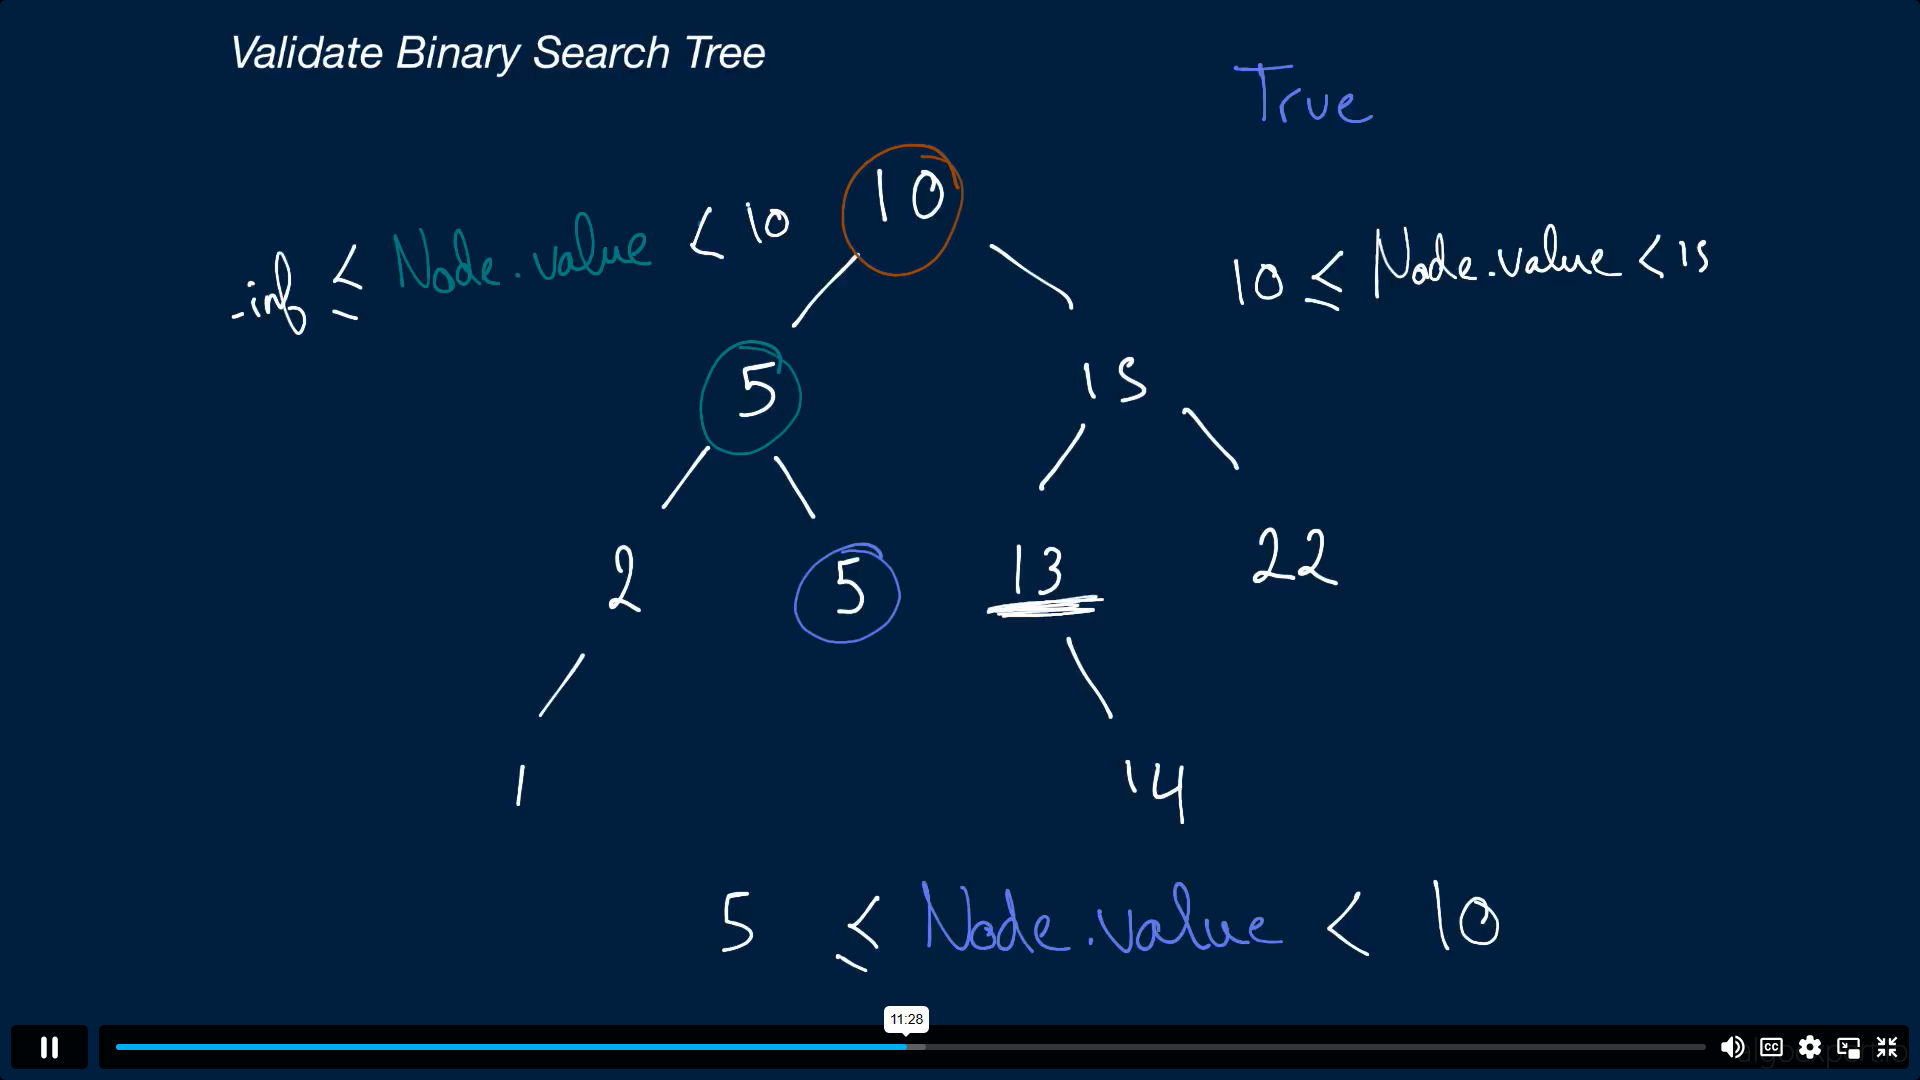 Validate Binary Search Tree
True
10
-inf ≤ Node.value < 10
10 ≤ Node.value < 15
5
15
2
5
13
22
1
14
5 ≤ Node.value < 10
11:28
CC